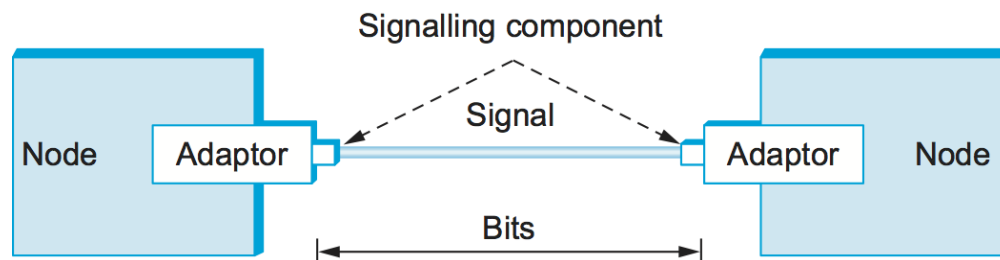 Signalling component
Signal
Node
Adaptor
Adaptor
Node
Bits